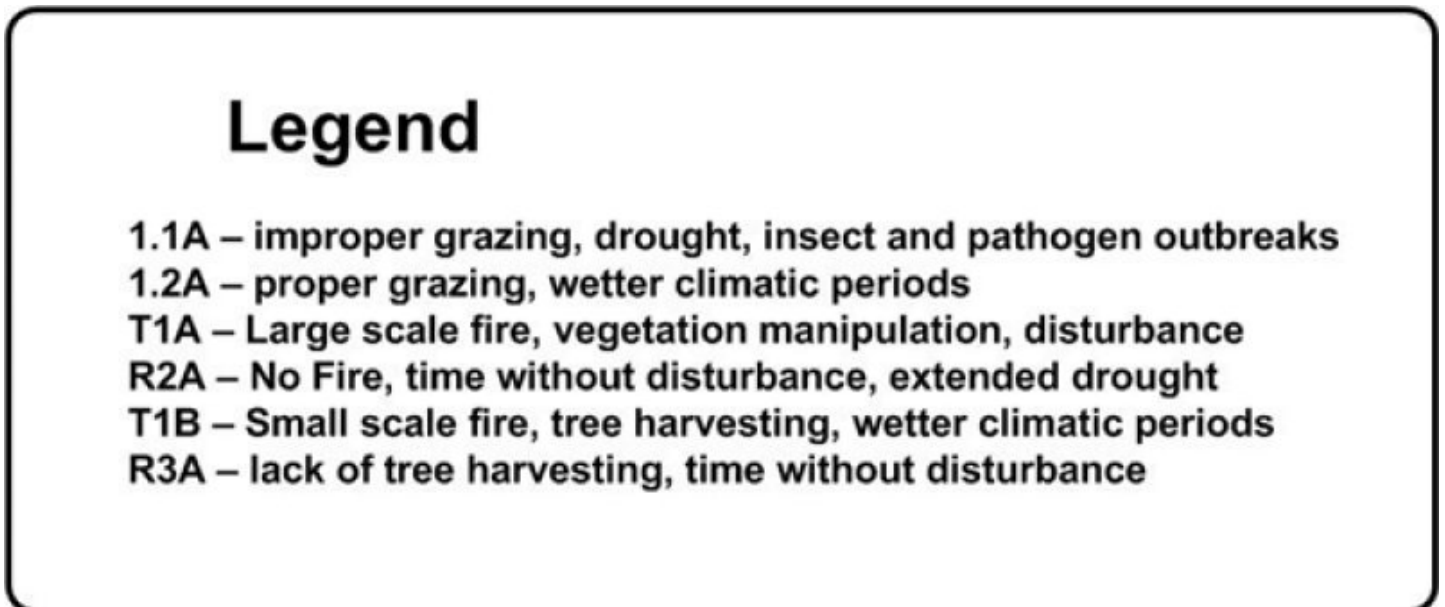 Legend
1.1A – improper grazing, drought, insect and pathogen outbreaks
1.2A – proper grazing, wetter climatic periods
T1A – Large scale fire, vegetation manipulation, disturbance
R2A – No Fire, time without disturbance, extended drought
T1B – Small scale fire, tree harvesting, wetter climatic periods
R3A – lack of tree harvesting, time without disturbance